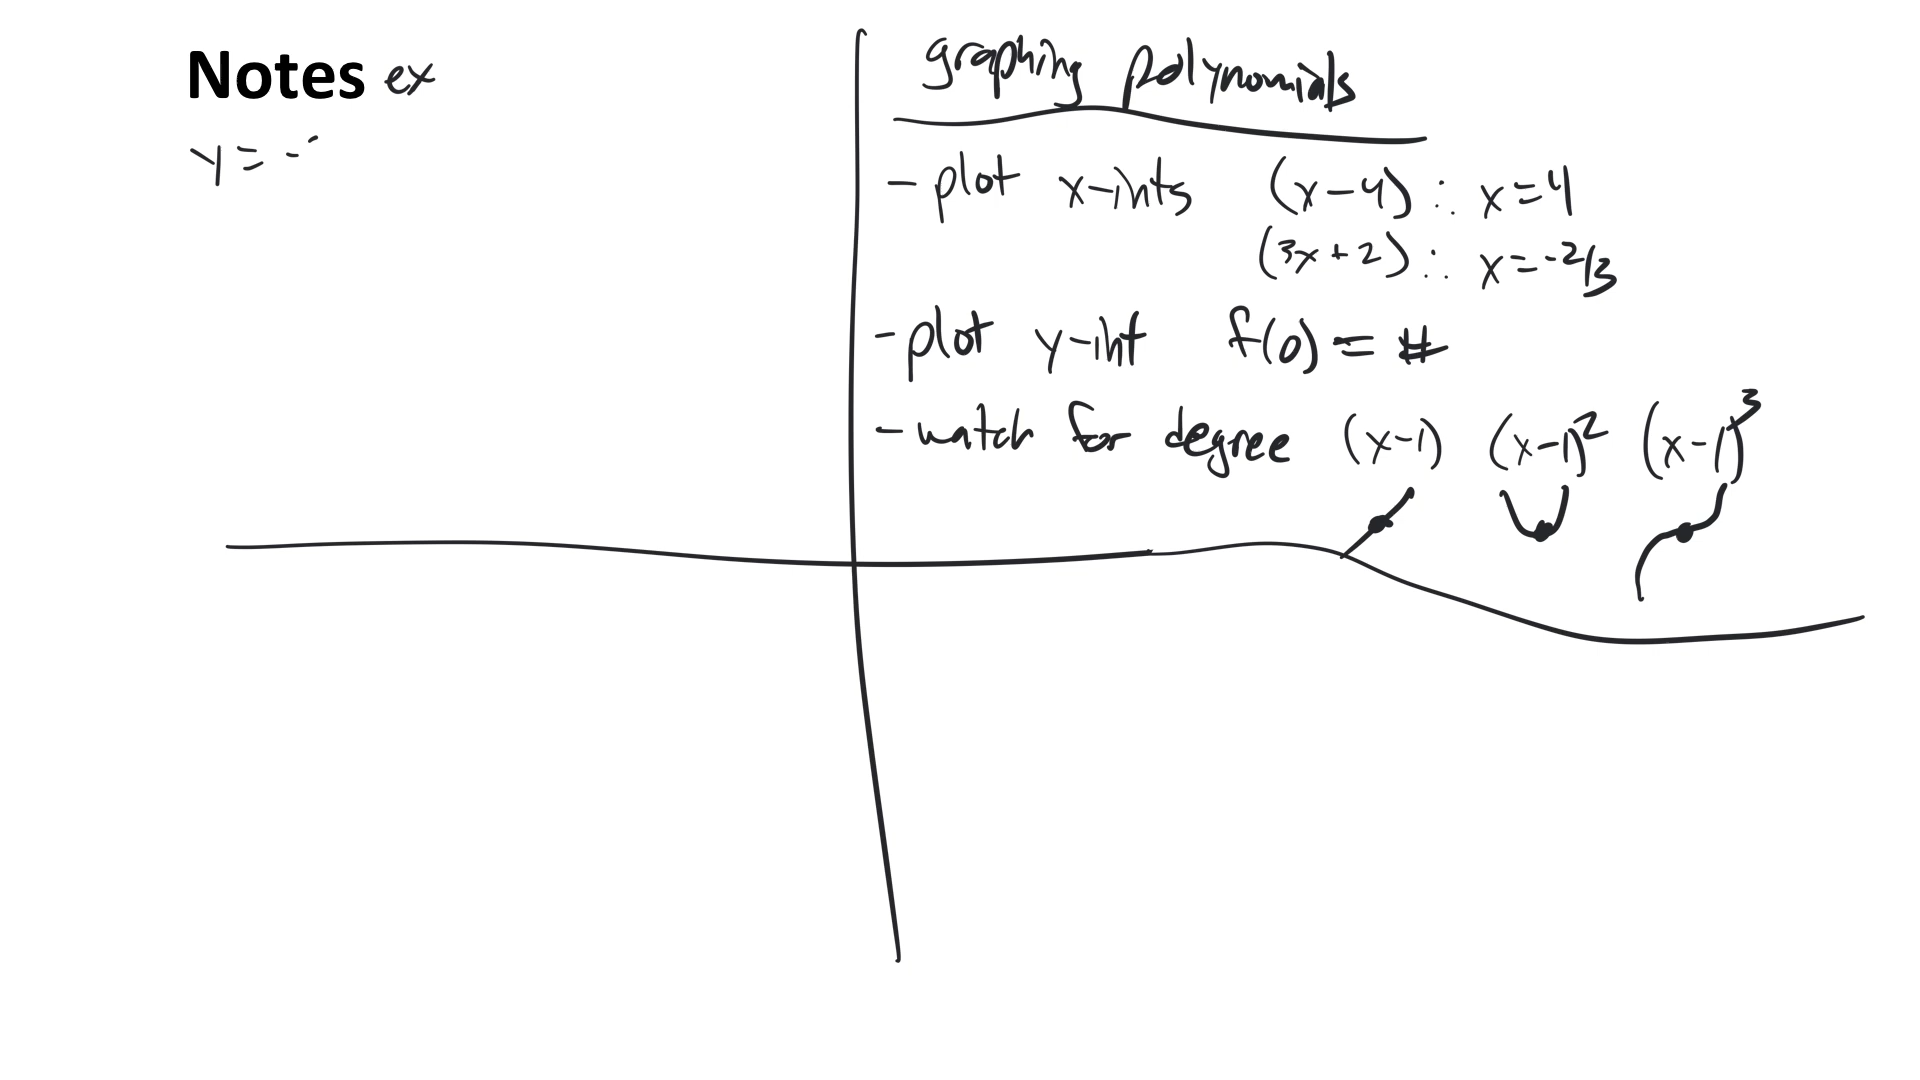 Notes ex
y = -
graphing polynomials
- plot x-ints (x-4) ∴ x=4
(3x+2) ∴ x=-2/3
- plot y-int f(0) = #
- watch for degree (x-1) (x-1)² (x-1)³